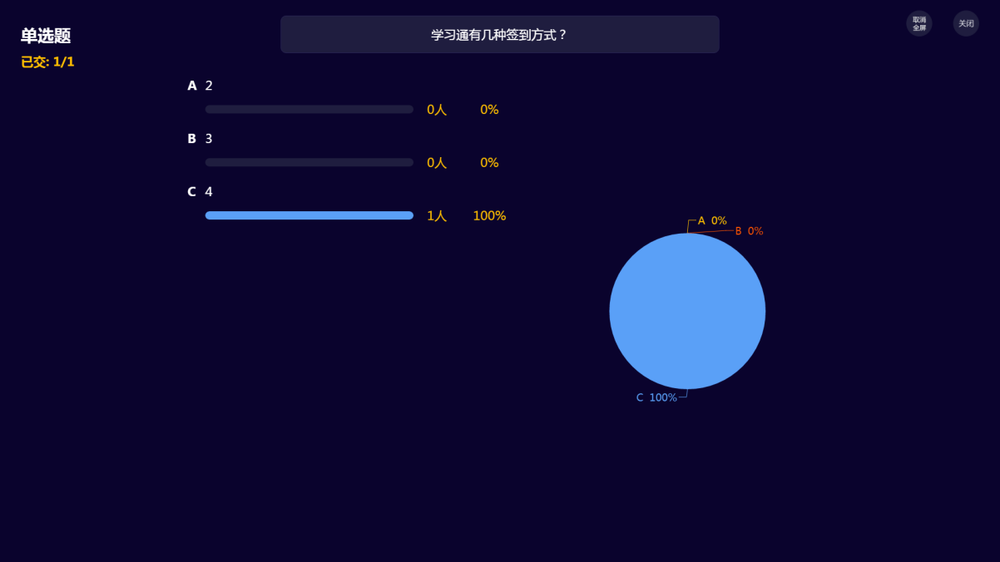 单选题
已交: 1/1
学习通有几种签到方式？
取消
全屏
关闭
A 2
0人 0%
B 3
0人 0%
C 4
1人 100%
A 0%
B 0%
C 100%